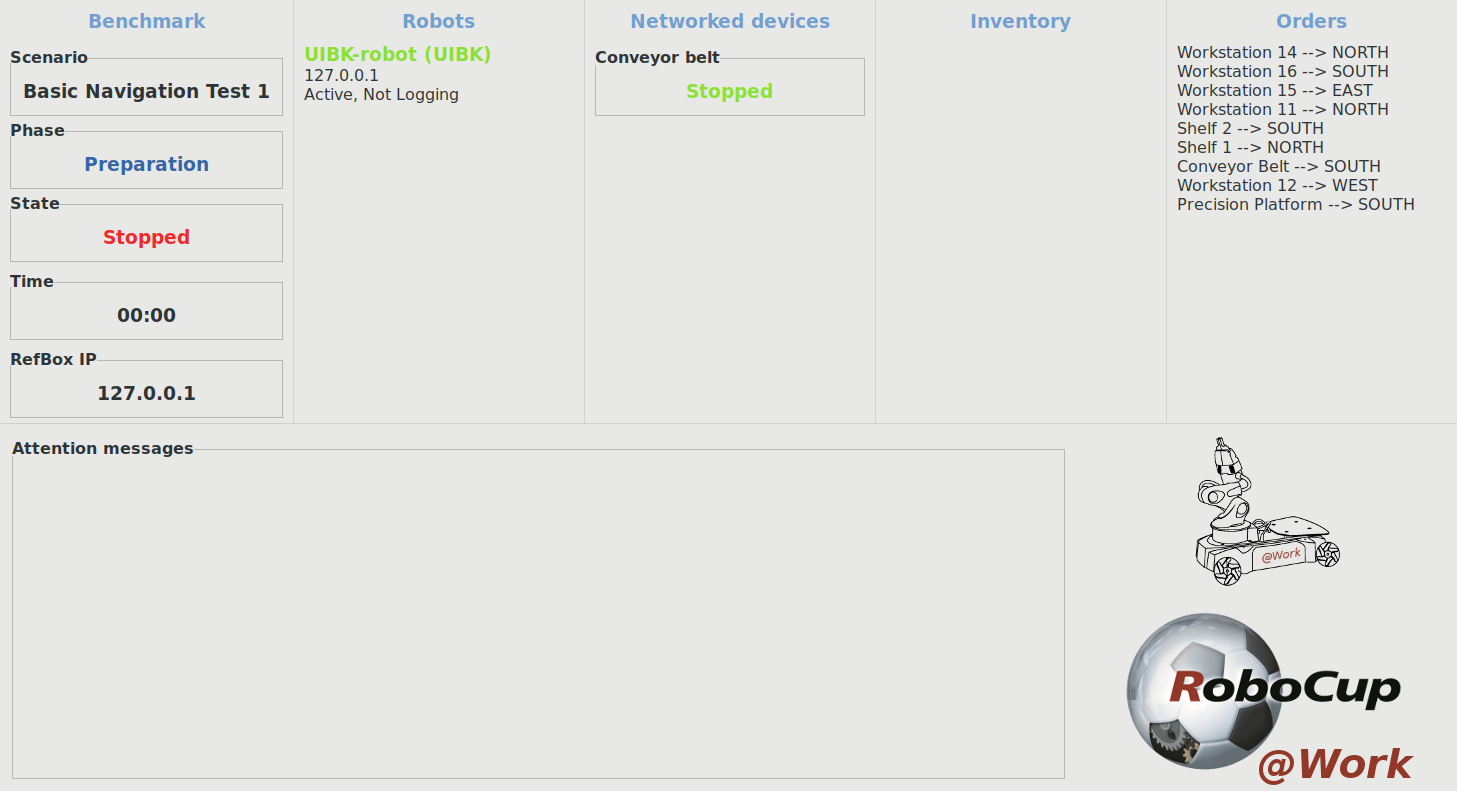 Benchmark
Scenario
Basic Navigation Test 1
Phase
Preparation
State
Stopped
Time
00:00
RefBox IP
127.0.0.1
Robots
UIBK-robot (UIBK)
127.0.0.1
Active, Not Logging
Networked devices
Conveyor belt
Stopped
Inventory
Orders
Workstation 14 --> NORTH
Workstation 16 --> SOUTH
Workstation 15 --> EAST
Workstation 11 --> NORTH
Shelf 2 --> SOUTH
Shelf 1 --> NORTH
Conveyor Belt --> SOUTH
Workstation 12 --> WEST
Precision Platform --> SOUTH
Attention messages
@Work
RoboCup
@Work